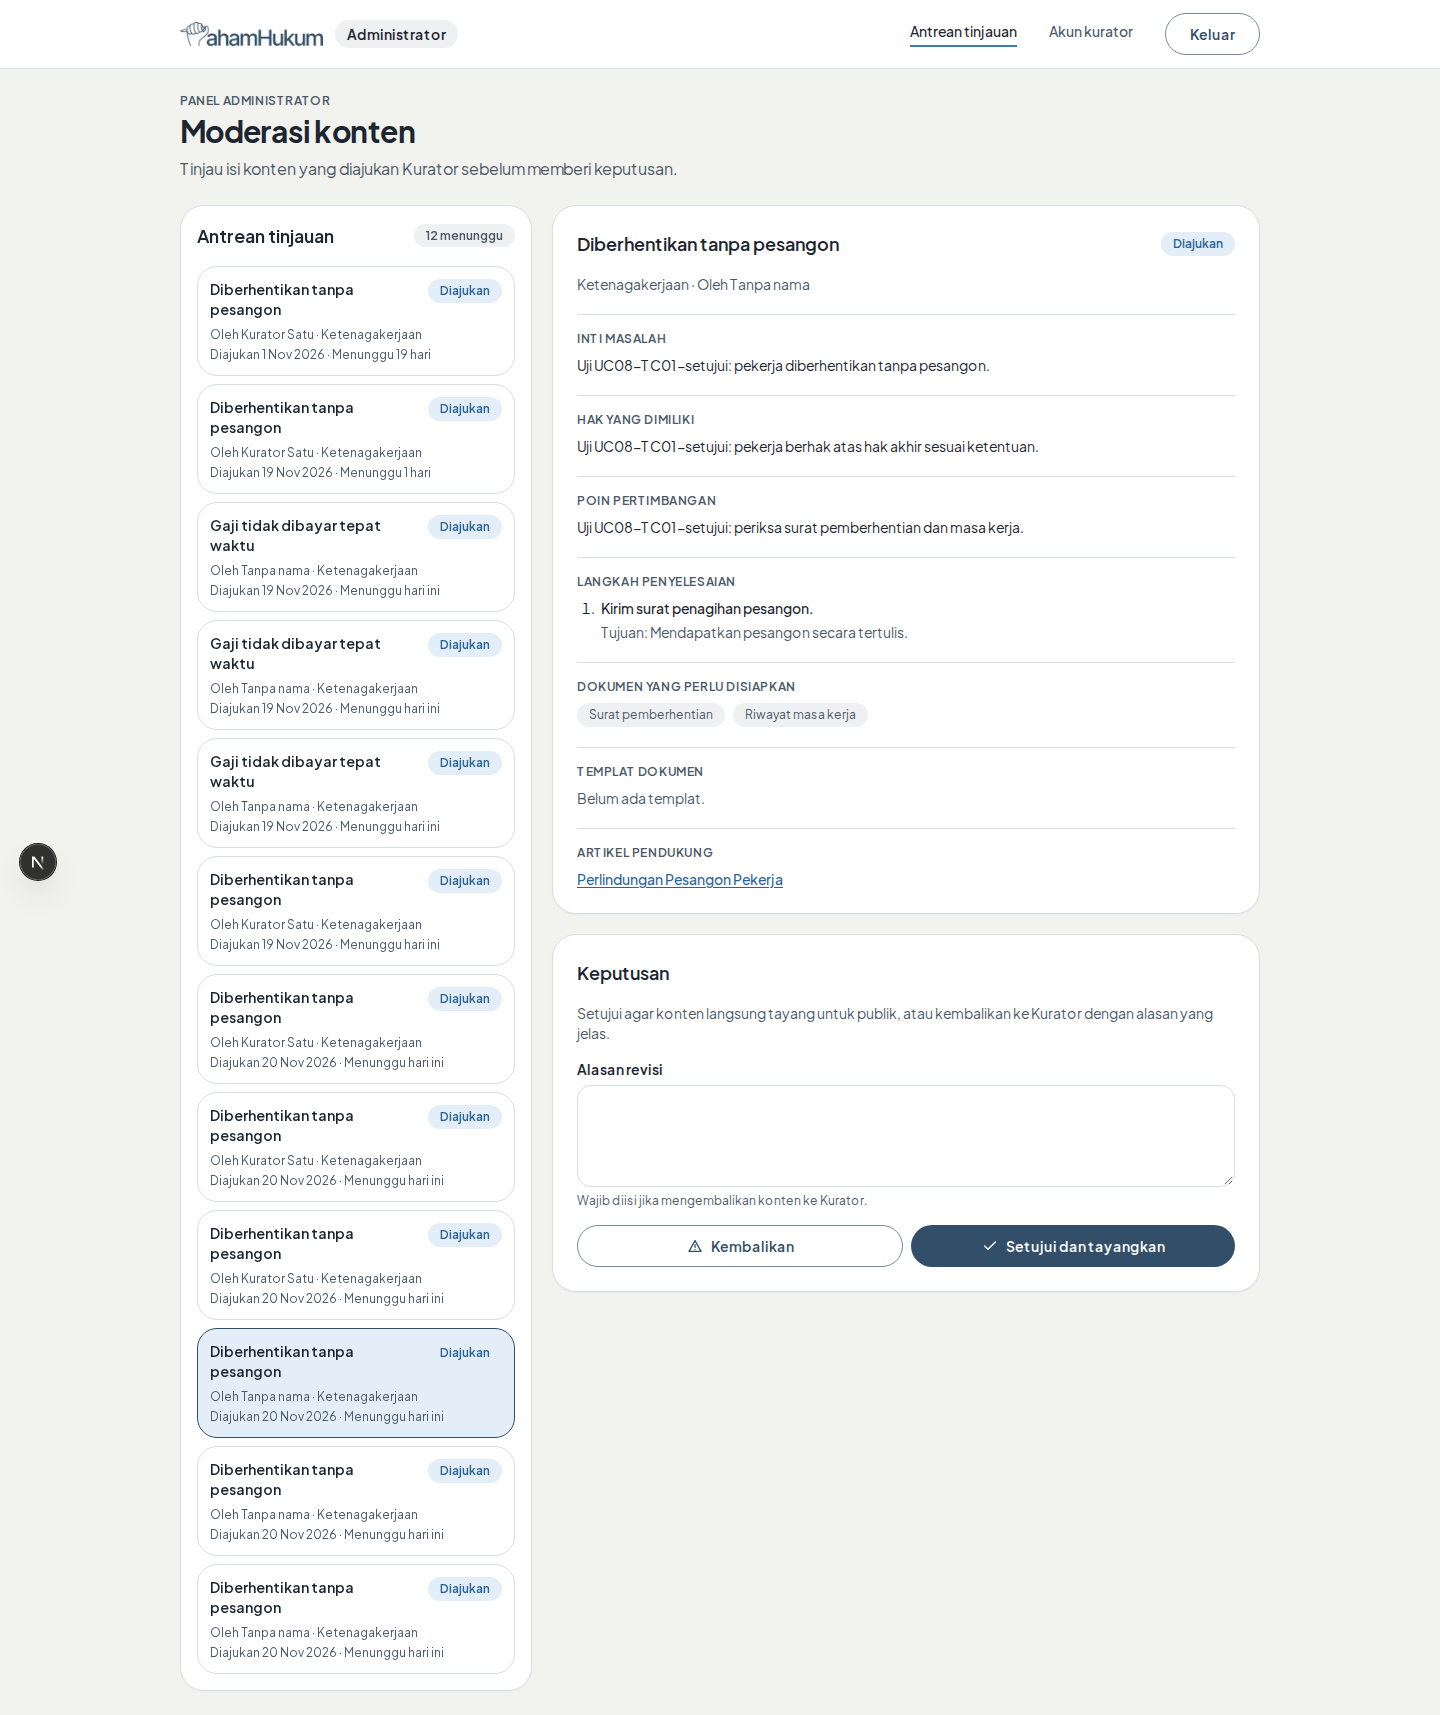 ahamHukum
Administrator
Antrean tinjauan
Akun kurator
Keluar
PANEL ADMINISTRATOR
Moderasi konten
Tinjau isi konten yang diajukan Kurator sebelum memberi keputusan.
Antrean tinjauan
12 menunggu
Diberhentikan tanpa
pesangon
Diajukan
Oleh Kurator Satu · Ketenagakerjaan
Diajukan 1 Nov 2026 · Menunggu 19 hari
Diberhentikan tanpa
pesangon
Diajukan
Oleh Kurator Satu · Ketenagakerjaan
Diajukan 19 Nov 2026 · Menunggu 1 hari
Gaji tidak dibayar tepat
waktu
Diajukan
Oleh Tanpa nama · Ketenagakerjaan
Diajukan 19 Nov 2026 · Menunggu hari ini
Gaji tidak dibayar tepat
waktu
Diajukan
Oleh Tanpa nama · Ketenagakerjaan
Diajukan 19 Nov 2026 · Menunggu hari ini
Gaji tidak dibayar tepat
waktu
Diajukan
Oleh Tanpa nama · Ketenagakerjaan
Diajukan 19 Nov 2026 · Menunggu hari ini
Diberhentikan tanpa
pesangon
Diajukan
Oleh Kurator Satu · Ketenagakerjaan
Diajukan 19 Nov 2026 · Menunggu hari ini
Diberhentikan tanpa
pesangon
Diajukan
Oleh Kurator Satu · Ketenagakerjaan
Diajukan 20 Nov 2026 · Menunggu hari ini
Diberhentikan tanpa
pesangon
Diajukan
Oleh Kurator Satu · Ketenagakerjaan
Diajukan 20 Nov 2026 · Menunggu hari ini
Diberhentikan tanpa
pesangon
Diajukan
Oleh Kurator Satu · Ketenagakerjaan
Diajukan 20 Nov 2026 · Menunggu hari ini
Diberhentikan tanpa
pesangon
Diajukan
Oleh Tanpa nama · Ketenagakerjaan
Diajukan 20 Nov 2026 · Menunggu hari ini
Diberhentikan tanpa
pesangon
Diajukan
Oleh Tanpa nama · Ketenagakerjaan
Diajukan 20 Nov 2026 · Menunggu hari ini
Diberhentikan tanpa
pesangon
Diajukan
Oleh Tanpa nama · Ketenagakerjaan
Diajukan 20 Nov 2026 · Menunggu hari ini
Diberhentikan tanpa pesangon
Diajukan
Ketenagakerjaan · Oleh Tanpa nama
INTI MASALAH
Uji UC08-TC01-setujui: pekerja diberhentikan tanpa pesangon.
HAK YANG DIMILIKI
Uji UC08-TC01-setujui: pekerja berhak atas hak akhir sesuai ketentuan.
POIN PERTIMBANGAN
Uji UC08-TC01-setujui: periksa surat pemberhentian dan masa kerja.
LANGKAH PENYELESAIAN
1. Kirim surat penagihan pesangon.
Tujuan: Mendapatkan pesangon secara tertulis.
DOKUMEN YANG PERLU DISIAPKAN
Surat pemberhentian
Riwayat masa kerja
TEMPLAT DOKUMEN
Belum ada templat.
ARTIKEL PENDUKUNG
Perlindungan Pesangon Pekerja
Keputusan
Setujui agar konten langsung tayang untuk publik, atau kembalikan ke Kurator dengan alasan yang
jelas.
Alasan revisi
Wajib diisi jika mengembalikan konten ke Kurator.
Kembalikan
Setujui dan tayangkan
N